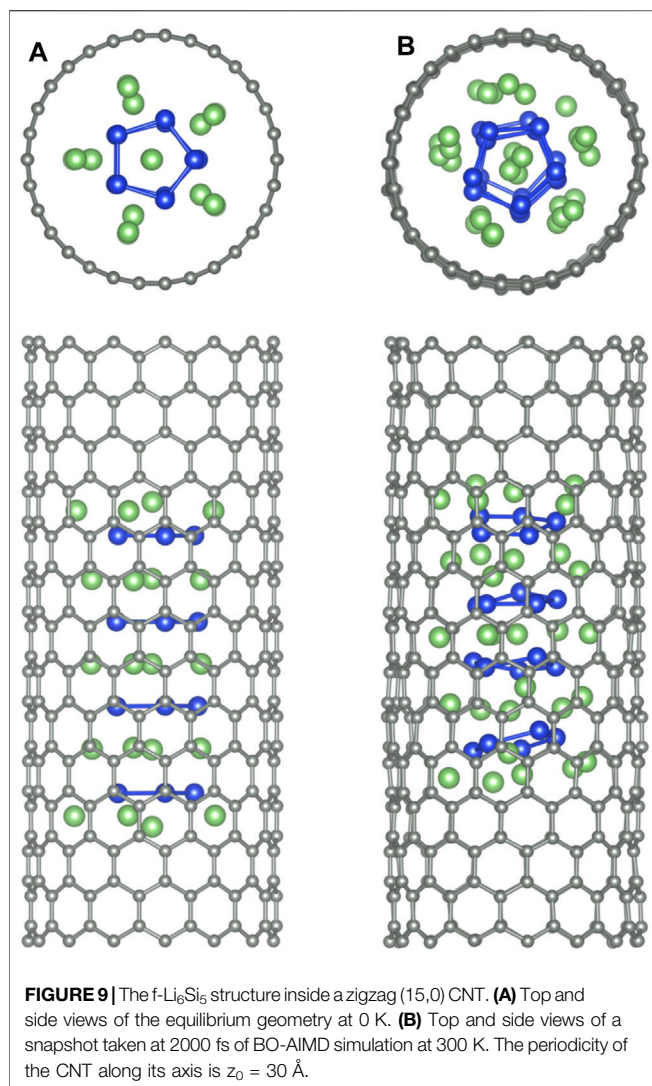 A
B
FIGURE 9 | The f-Li₆Si₅ structure inside a zigzag (15,0) CNT. (A) Top and
side views of the equilibrium geometry at 0 K. (B) Top and side views of a
snapshot taken at 2000 fs of BO-AIMD simulation at 300 K. The periodicity of
the CNT along its axis is z₀ = 30 Å.